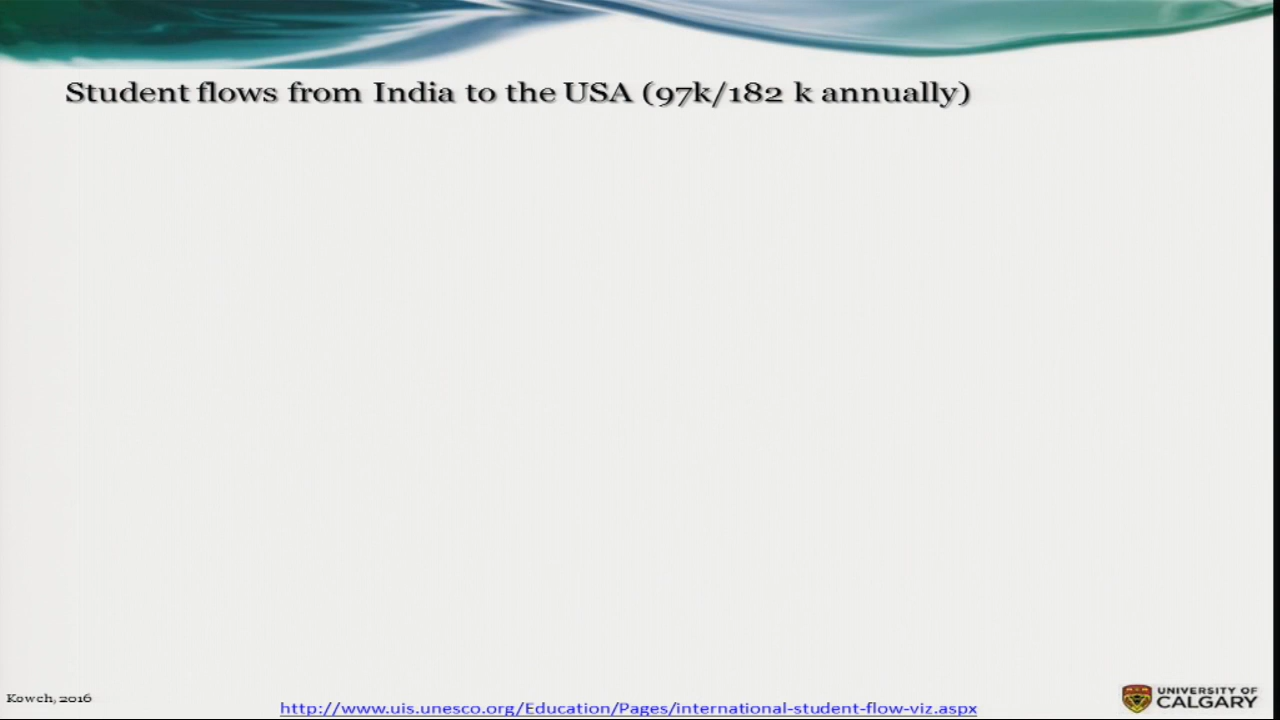 Student flows from India to the USA (97k/182 k annually)
Kowch, 2016
http://www.uis.unesco.org/Education/Pages/international-student-flow-viz.aspx
UNIVERSITY OF
CALGARY